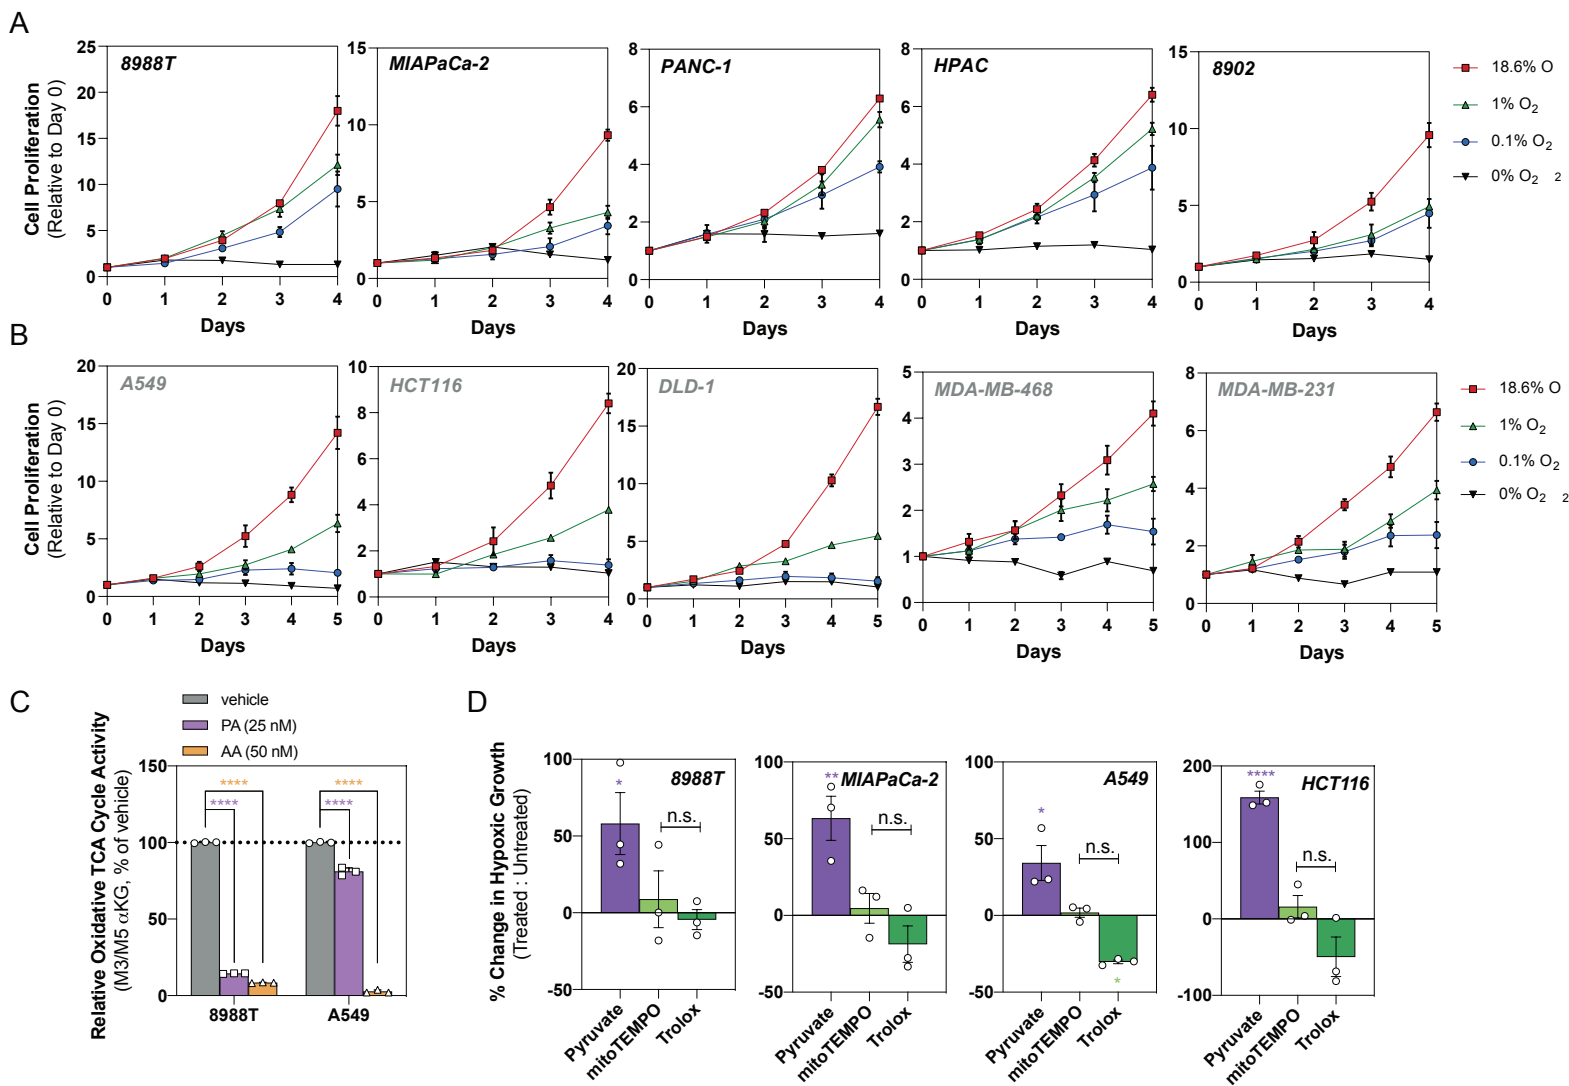 A
8988T
MIAPaCa-2
PANC-1
HPAC
8902
Cell Proliferation
(Relative to Day 0)
25
20
15
10
5
0
15
10
5
0
8
6
4
2
0
8
6
4
2
0
15
10
5
0
18.6% O
1% O2
0.1% O2
0% O2 2
0 1 2 3 4
0 1 2 3 4
0 1 2 3 4
0 1 2 3 4
0 1 2 3 4
Days
Days
Days
Days
Days
B
A549
HCT116
DLD-1
MDA-MB-468
MDA-MB-231
Cell Proliferation
(Relative to Day 0)
20
15
10
5
0
10
8
6
4
2
0
20
15
10
5
0
5
4
3
2
1
0
8
6
4
2
0
18.6% O
1% O2
0.1% O2
0% O2 2
0 1 2 3 4 5
0 1 2 3 4
0 1 2 3 4 5
0 1 2 3 4 5
0 1 2 3 4 5
Days
Days
Days
Days
Days
C
vehicle
PA (25 nM)
AA (50 nM)
Relative Oxidative TCA Cycle Activity
(M3/M5 αKG, % of vehicle)
150
100
50
0
**** ****
**** ****
8988T A549
D
% Change in Hypoxic Growth
(Treated : Untreated)
100
50
0
-50
8988T
*
n.s.
Pyruvate
mitoTEMPO
Trolox
100
50
0
-50
MIAPaCa-2
**
n.s.
Pyruvate
mitoTEMPO
Trolox
100
50
0
-50
A549
*
n.s.
*
Pyruvate
mitoTEMPO
Trolox
200
100
0
-100
HCT116
****
n.s.
Pyruvate
mitoTEMPO
Trolox